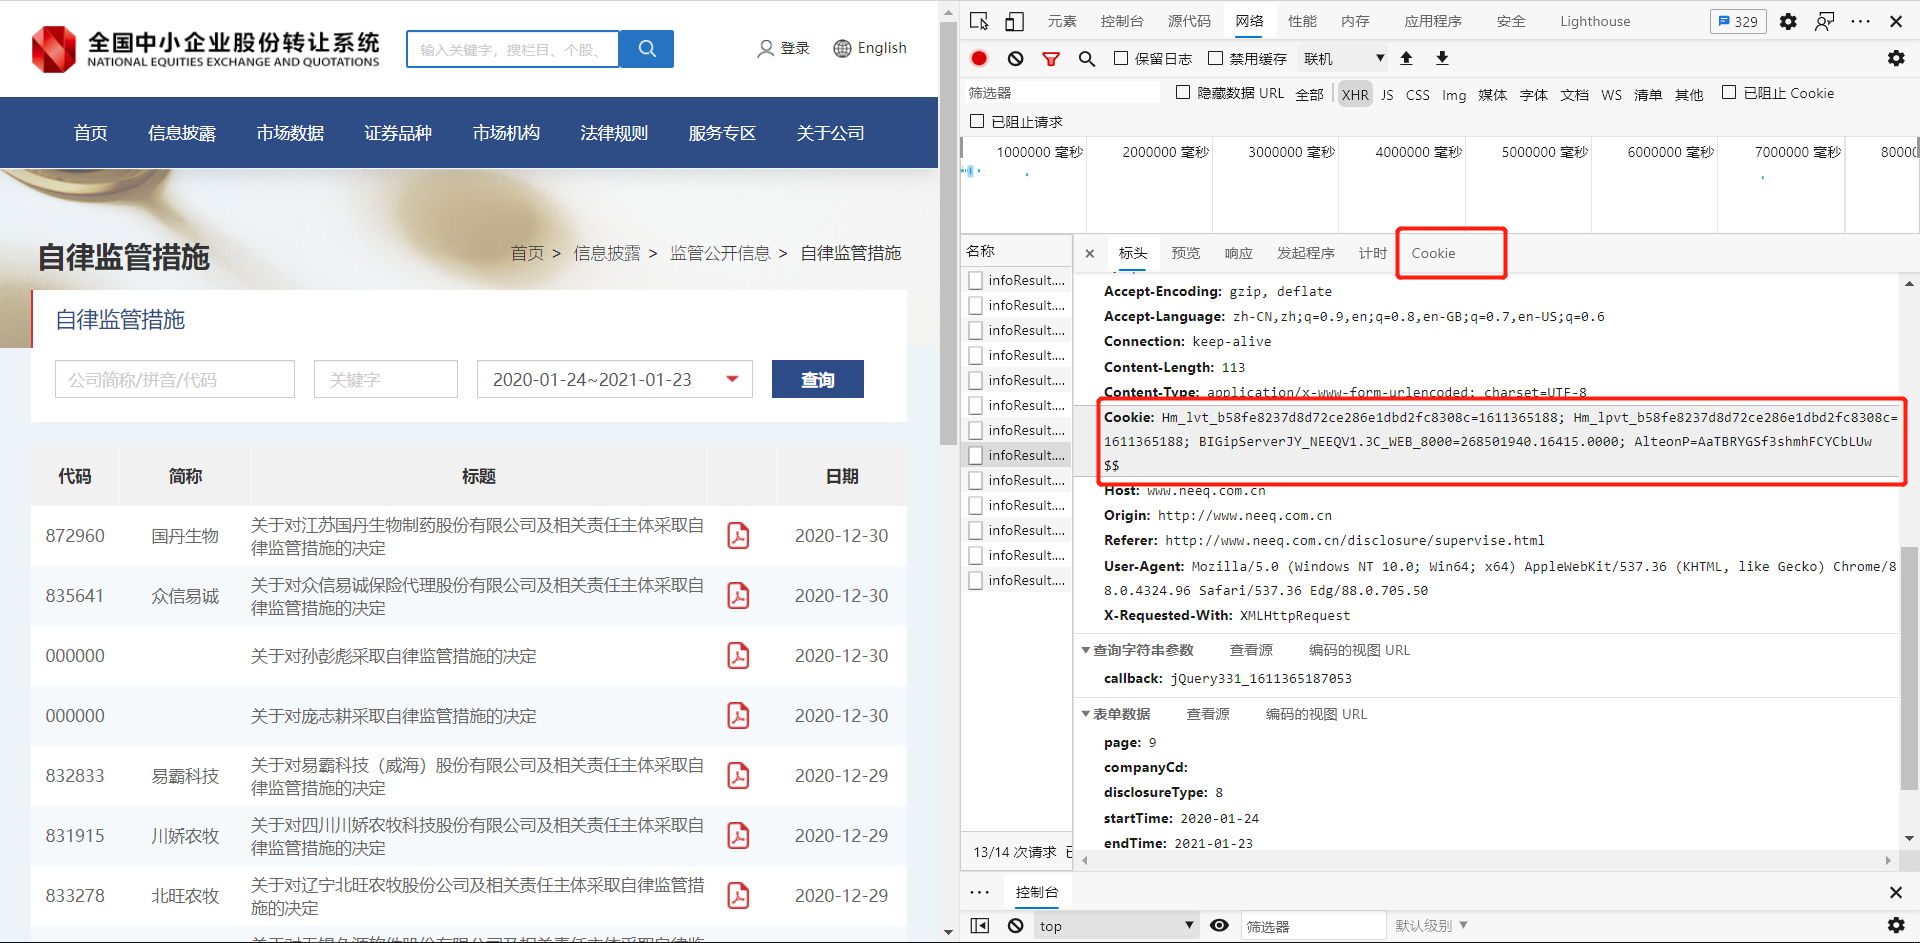 全国中小企业股份转让系统
NATIONAL EQUITIES EXCHANGE AND QUOTATIONS
输入关键字，搜栏目、个股、
登录
English
首页 信息披露 市场数据 证券品种 市场机构 法律规则 服务专区 关于公司
自律监管措施
首页 > 信息披露 > 监管公开信息 > 自律监管措施
自律监管措施
公司简称/拼音/代码 关键字 2020-01-24~2021-01-23 查询
代码 简称 标题 日期
872960 国丹生物 关于对江苏国丹生物制药股份有限公司及相关责任主体采取自 2020-12-30
律监管措施的决定
835641 众信易诚 关于对众信易诚保险代理股份有限公司及相关责任主体采取自 2020-12-30
律监管措施的决定
000000 关于对孙彭彪采取自律监管措施的决定 2020-12-30
000000 关于对庞志耕采取自律监管措施的决定 2020-12-30
832833 易霸科技 关于对易霸科技（威海）股份有限公司及相关责任主体采取自 2020-12-29
律监管措施的决定
831915 川娇农牧 关于对四川川娇农牧科技股份有限公司及相关责任主体采取自 2020-12-29
律监管措施的决定
833278 北旺农牧 关于对辽宁北旺农牧股份公司及相关责任主体采取自律监管措 2020-12-29
施的决定
元素 控制台 源代码 网络 性能 内存 应用程序 安全 Lighthouse 329
保留日志 禁用缓存 联机
筛选器 隐藏数据 URL 全部 XHR JS CSS Img 媒体 字体 文档 WS 清单 其他 已阻止 Cookie
已阻止请求
1000000 毫秒 2000000 毫秒 3000000 毫秒 4000000 毫秒 5000000 毫秒 6000000 毫秒 7000000 毫秒 8000
名称
infoResult....
infoResult....
infoResult....
infoResult....
infoResult....
infoResult....
infoResult....
infoResult....
infoResult....
infoResult....
infoResult....
infoResult....
infoResult....
13/14 次请求
标头 预览 响应 发起程序 计时 Cookie
Accept-Encoding: gzip, deflate
Accept-Language: zh-CN,zh;q=0.9,en;q=0.8,en-GB;q=0.7,en-US;q=0.6
Connection: keep-alive
Content-Length: 113
Content-Type: application/x-www-form-urlencoded; charset=UTF-8
Cookie: Hm_lvt_b58fe8237d8d72ce286e1dbd2fc8308c=1611365188; Hm_lpvt_b58fe8237d8d72ce286e1dbd2fc8308c=
1611365188; BIGipServerJY_NEEQV1.3C_WEB_8000=268501940.16415.0000; AlteonP=AaTBRYGSf3shmhFCYCbLUw
$$
Host: www.neeq.com.cn
Origin: http://www.neeq.com.cn
Referer: http://www.neeq.com.cn/disclosure/supervise.html
User-Agent: Mozilla/5.0 (Windows NT 10.0; Win64; x64) AppleWebKit/537.36 (KHTML, like Gecko) Chrome/8
8.0.4324.96 Safari/537.36 Edg/88.0.705.50
X-Requested-With: XMLHttpRequest
查询字符串参数 查看源 编码的视图 URL
callback: jQuery331_1611365187053
表单数据 查看源 编码的视图 URL
page: 9
companyCd:
disclosureType: 8
startTime: 2020-01-24
endTime: 2021-01-23
控制台
top 筛选器 默认级别